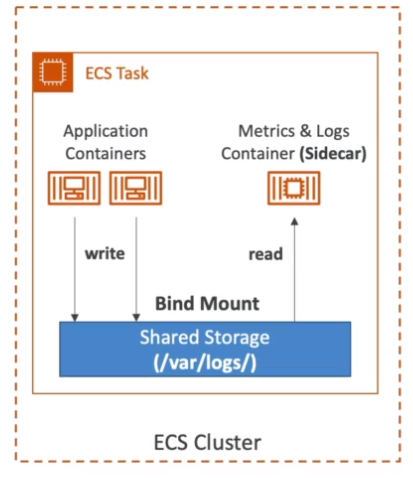 ECS Task
Application
Containers
Metrics & Logs
Container (Sidecar)
write
read
Bind Mount
Shared Storage
(/var/logs/)
ECS Cluster